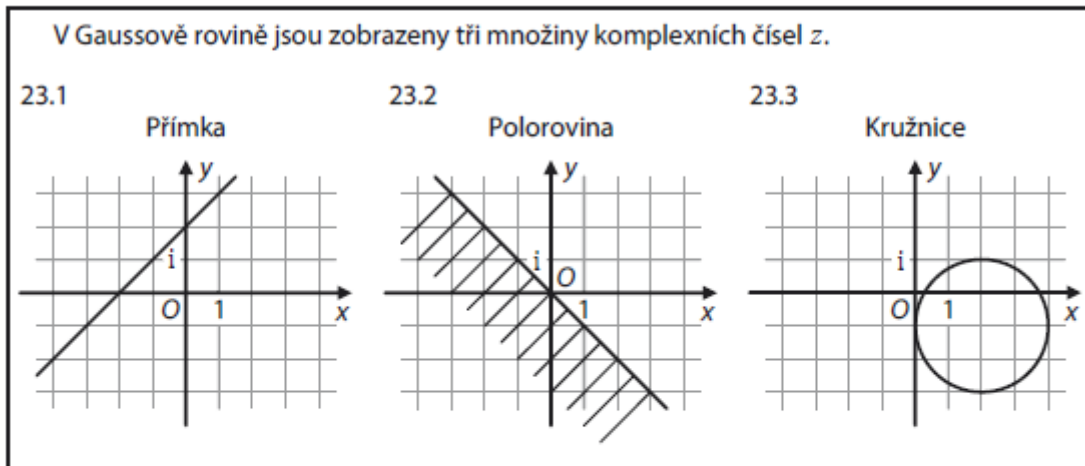 V Gaussově rovině jsou zobrazeny tři množiny komplexních čísel z.
23.1
Přímka
y
i
O 1 x
23.2
Polorovina
y
i O
1 x
23.3
Kružnice
y
i
O 1 x